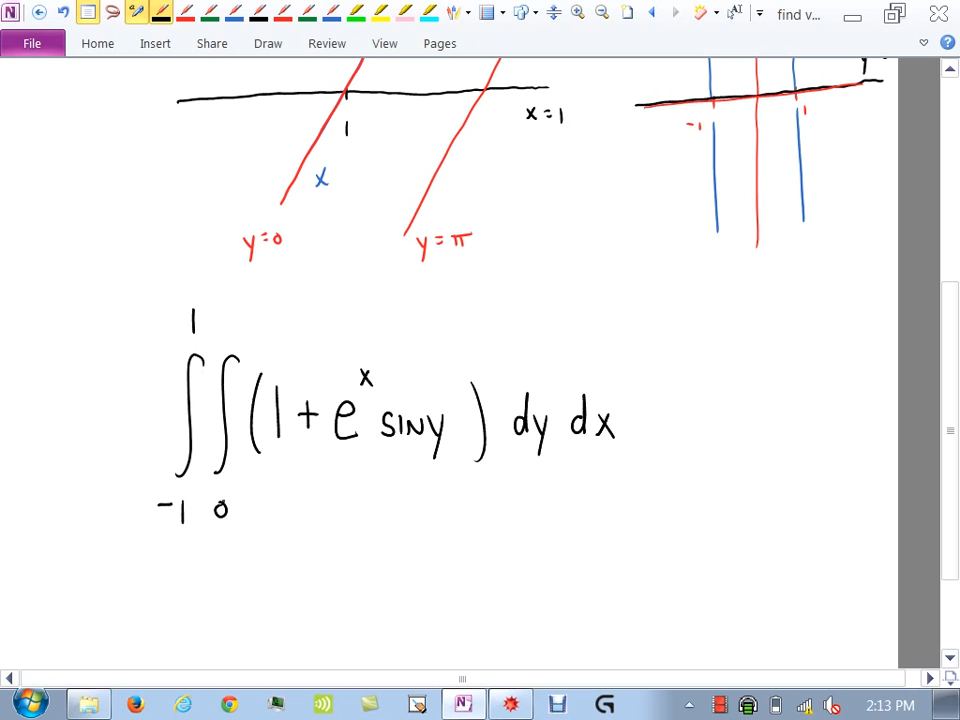 find v...
File Home Insert Share Draw Review View Pages
x = 1
-1 1
1
x
y=0 y = π
1
∫ ∫ (1 + e^x sin y) dy dx
-1 0
2:13 PM